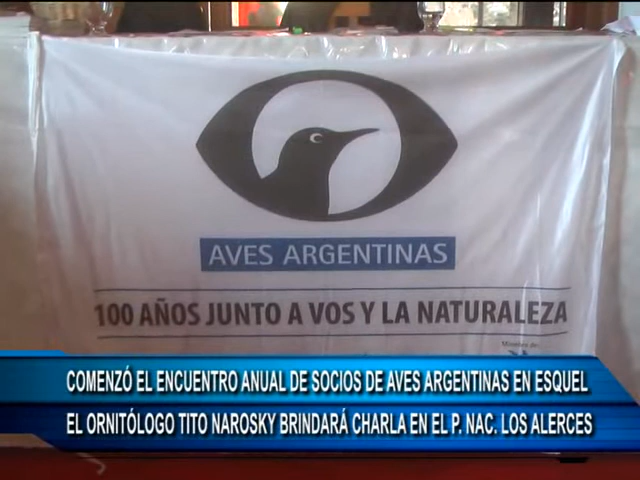 AVES ARGENTINAS
100 AÑOS JUNTO A VOS Y LA NATURALEZA
COMENZÓ EL ENCUENTRO ANUAL DE SOCIOS DE AVES ARGENTINAS EN ESQUEL
EL ORNITÓLOGO TITO NAROSKY BRINDARÁ CHARLA EN EL P. NAC. LOS ALERCES